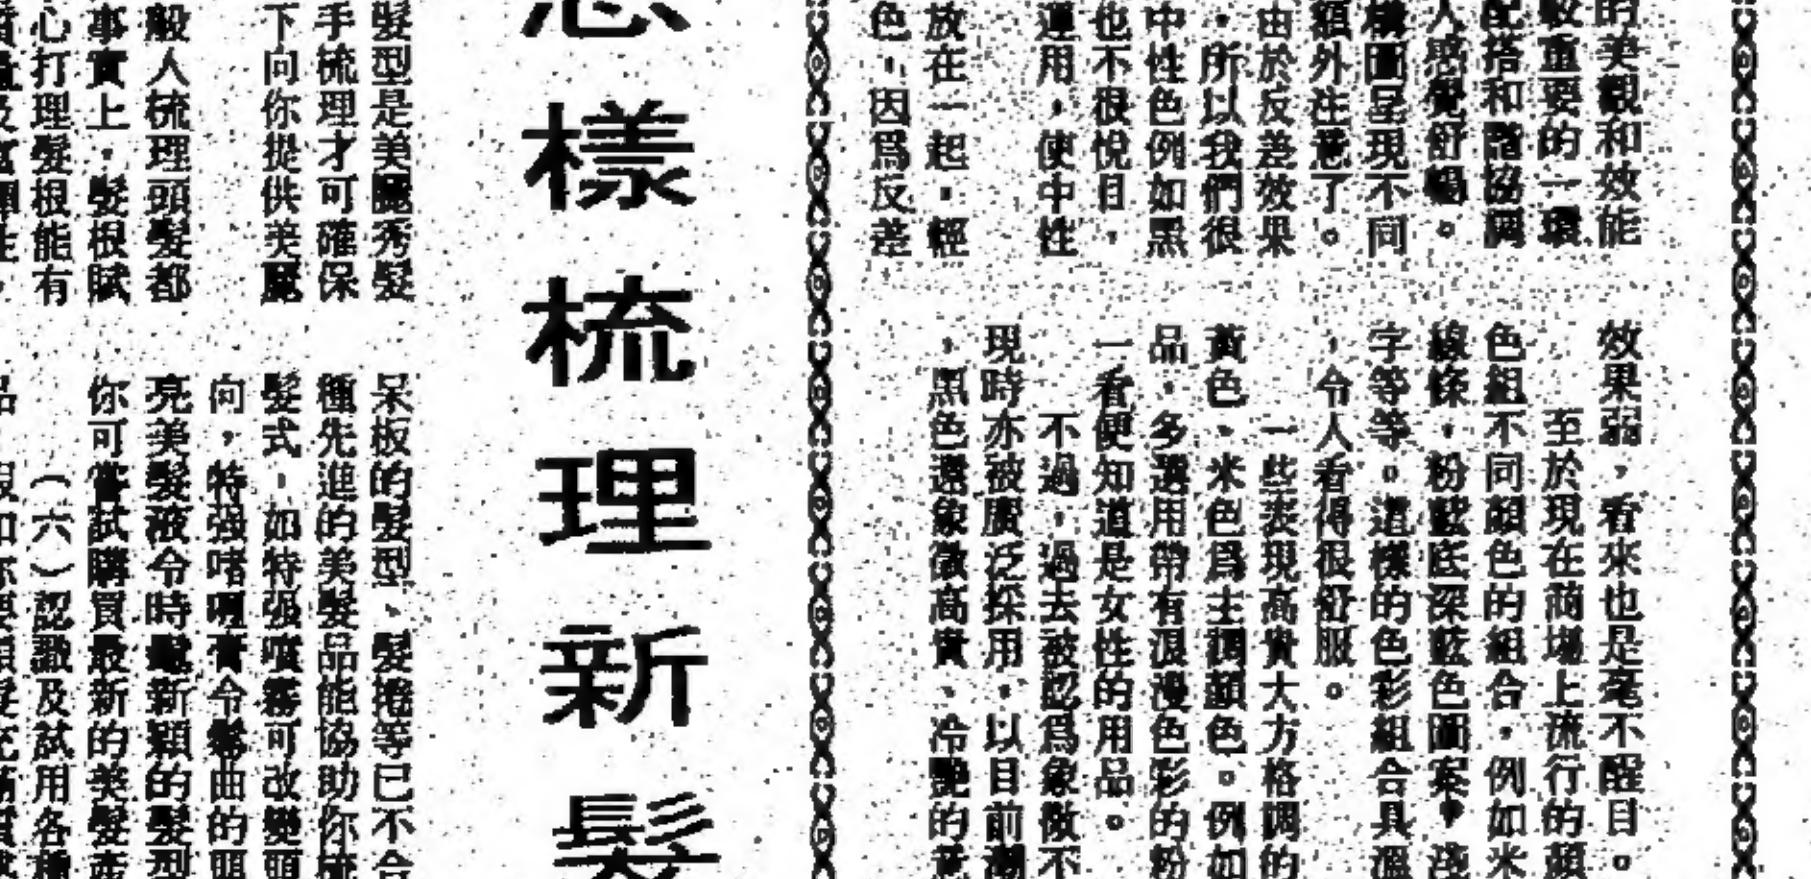 的美觀和效能
較重要的一環
配搭和諧協調
人感覺舒暢。
構圖呈現不同
額外注意了。
由於反差效果
，所以我們很
中性色例如黑
也不很悅目，
運用，使中性
放在一起，輕
色，因爲反差
效果弱，看來也是毫不醒目。
至於現在商場上流行的顏
色組不同顏色的組合，例如米
線條，粉藍底深藍色圖案，淺
字等等。這樣的色彩組合具溫
，令人看得很舒服。
一些表現高貴大方格調的
黃色、米色爲主調顏色。例如
品，多選用帶有浪漫色彩的粉
一看便知道是女性的用品。
不過，過去被認爲象徵不
現時亦被廣泛採用，以目前潮
，黑色還象徵高貴、冷艷的意
樣梳理新髮
髮型是美麗秀髮
手梳理才可確保
下向你提供美麗
般人梳理頭髮都
事實上，髮根賦
心打理髮根能有
呆板的髮型、髮捲等已不合
種先進的美髮品能協助你梳
髮式，如特强噴霧可改變頭
向，特强啫喱膏令鬈曲的頭
亮美髮液令時髦新穎的髮型
你可嘗試購買最新的美髮產
（六）認識及試用各種
品